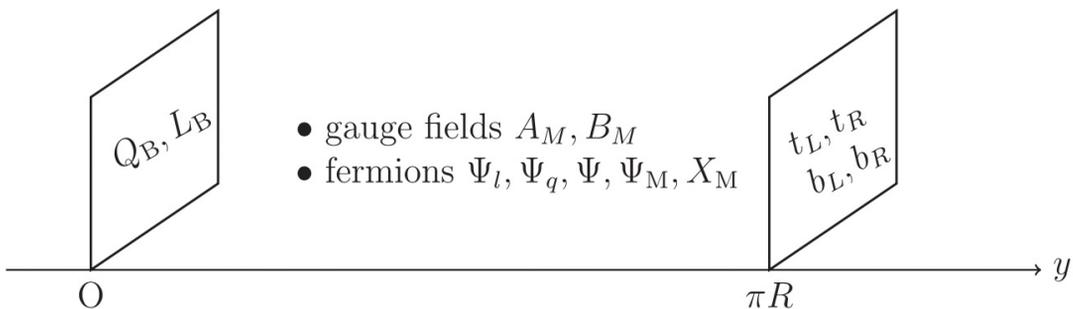 Q_B, L_B
• gauge fields A_M, B_M
• fermions Ψ_l, Ψ_q, Ψ, Ψ_M, X_M
t_L, t_R
b_L, b_R
y
O
πR